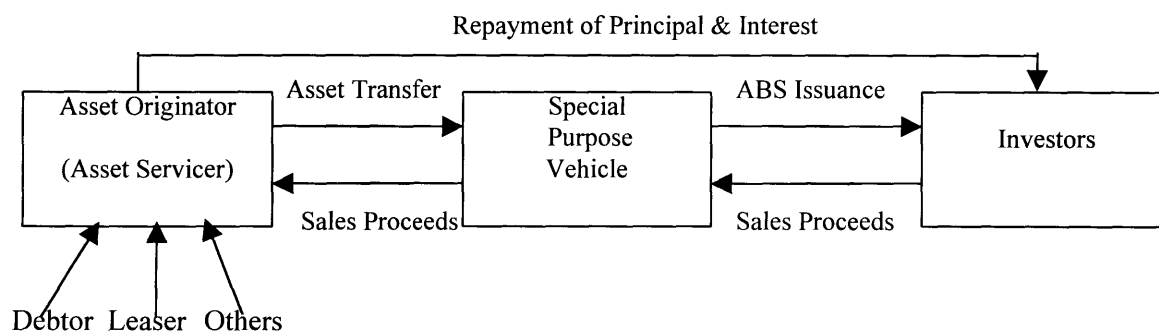 Repayment of Principal & Interest
Asset Transfer
ABS Issuance
Asset Originator
(Asset Servicer)
Special
Purpose
Vehicle
Investors
Sales Proceeds
Sales Proceeds
Debtor Leaser Others